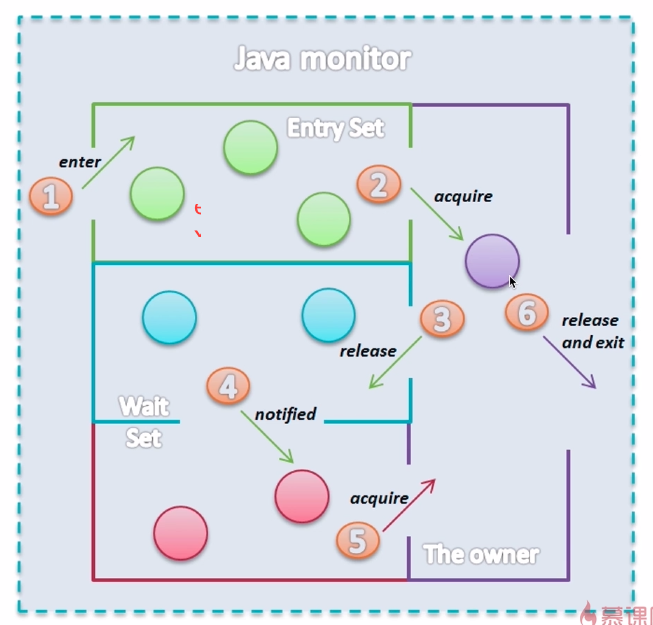 Java monitor
Entry Set
enter
1
2
acquire
3
6
release
release
and exit
4
Wait
Set
notified
acquire
5
The owner
慕课